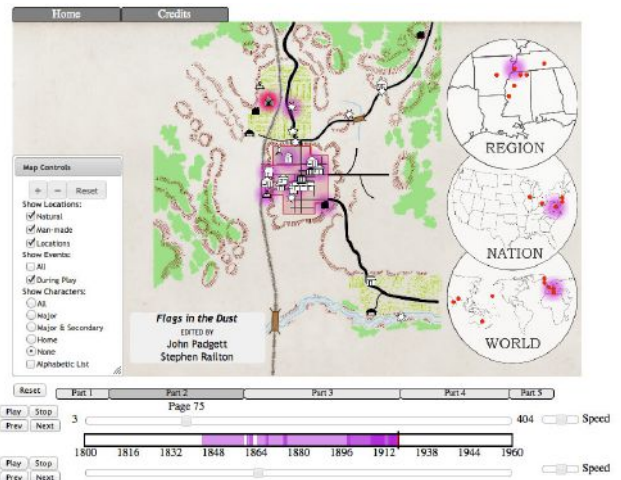 Home
Credits
REGION
NATION
WORLD
Map Controls
+ - Reset
Show Locations:
Natural
Man-made
Locations
Show Events:
All
During Play
Show Characters:
All
Major
Major & Secondary
Home
None
Alphabetic List
Flags in the Dust
EDITED BY
John Padgett
Stephen Railton
Reset
Part 1
Part 2
Part 3
Part 4
Part 5
Page 75
Play Stop
Prev Next
3
404
Speed
1800 1816 1832 1848 1864 1880 1896 1912 1928 1944 1960
Play Stop
Prev Next
Speed